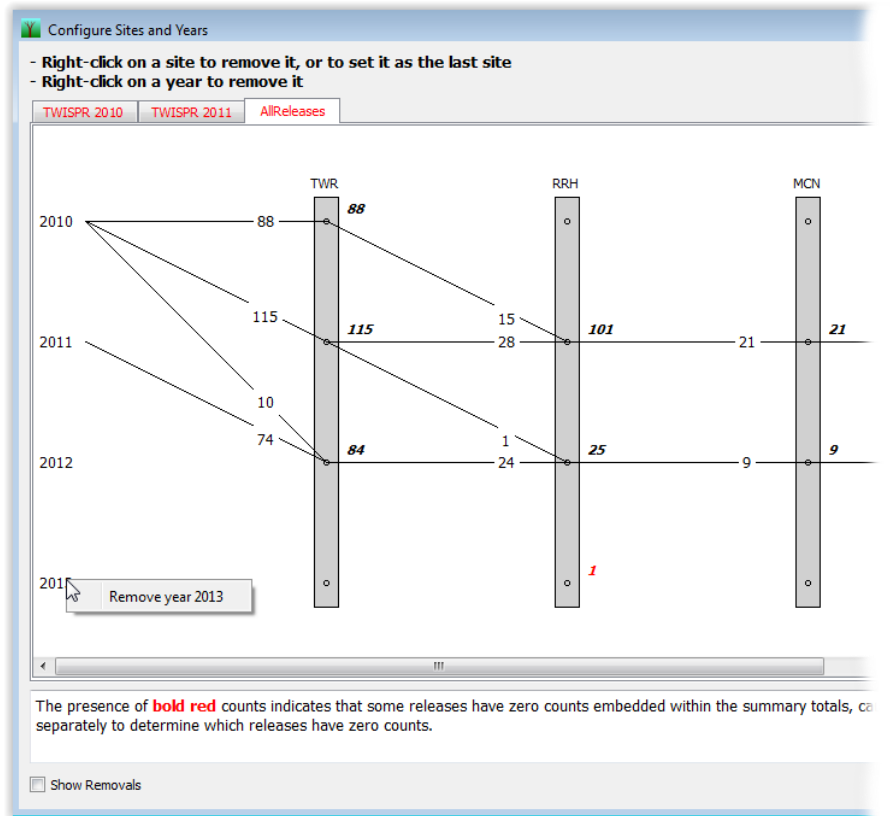 Configure Sites and Years
- Right-click on a site to remove it, or to set it as the last site
- Right-click on a year to remove it
TWISPR 2010 TWISPR 2011 AllReleases
TWR RRH MCN
88
2010 88
115 15
115 101 21
2011 28 21
10
74 1
84 25 9
2012 24 9
1
201
Remove year 2013
The presence of bold red counts indicates that some releases have zero counts embedded within the summary totals, ca
separately to determine which releases have zero counts.
Show Removals